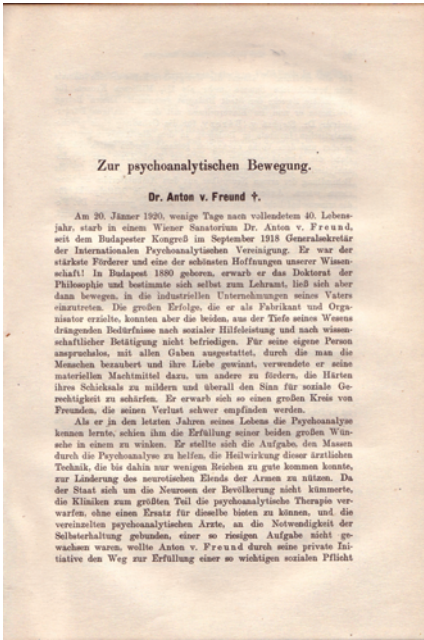 Zur psychoanalytischen Bewegung.
Dr. Anton v. Freund †.
Am 20. Jänner 1920, wenige Tage nach vollendetem 40. Lebens-
jahr, starb in einem Wiener Sanatorium Dr. Anton v. Freund,
seit dem Budapester Kongreß im September 1918 Generalsekretär
der Internationalen Psychoanalytischen Vereinigung. Er war der
stärkste Förderer und eine der schönsten Hoffnungen unserer Wissen-
schaft! In Budapest 1880 geboren, erwarb er das Doktorat der
Philosophie und bestimmte sich selbst zum Lehramt, ließ sich aber
dann bewegen, in die industriellen Unternehmungen seines Vaters
einzutreten. Die großen Erfolge, die er als Fabrikant und Orga-
nisator erzielte, konnten aber die beiden, aus der Tiefe seines Wesens
drängenden Bedürfnisse nach sozialer Hilfeleistung und nach wissen-
schaftlicher Betätigung nicht befriedigen. Für seine eigene Person
anspruchslos, mit allen Gaben ausgestattet, durch die man die
Menschen bezaubert und ihre Liebe gewinnt, verwendete er seine
materiellen Machtmittel dazu, um andere zu fördern, die Härten
ihres Schicksals zu mildern und überall den Sinn für soziale Ge-
rechtigkeit zu schärfen. Er erwarb sich so einen großen Kreis von
Freunden, die seinen Verlust schwer empfinden werden.
Als er in den letzten Jahren seines Lebens die Psychoanalyse
kennen lernte, schien ihm die Erfüllung seiner beiden großen Wün-
sche in einem zu winken. Er stellte sich die Aufgabe, den Massen
durch die Psychoanalyse zu helfen, die Heilwirkung dieser ärztlichen
Technik, die bis dahin nur wenigen Reichen zu gute kommen konnte,
zur Linderung des neurotischen Elends der Armen zu nützen. Da
der Staat sich um die Neurosen der Bevölkerung nicht kümmerte,
die Kliniken zum größten Teil die psychoanalytische Therapie ver-
warfen, ohne einen Ersatz für dieselbe bieten zu können, und die
vereinzelten psychoanalytischen Ärzte, an die Notwendigkeit der
Selbsterhaltung gebunden, einer so riesigen Aufgabe nicht ge-
wachsen waren, wollte Anton v. Freund durch seine private Ini-
tiative den Weg zur Erfüllung einer so wichtigen sozialen Pflicht